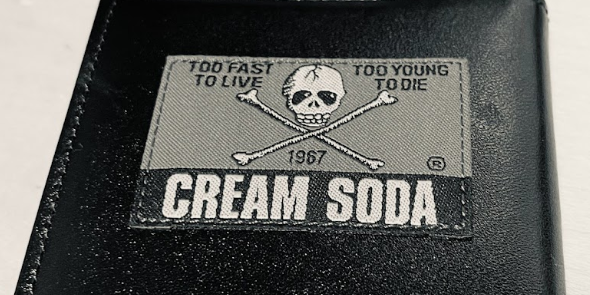 TOO FAST TOO YOUNG
TO LIVE TO DIE
1967
®
CREAM SODA